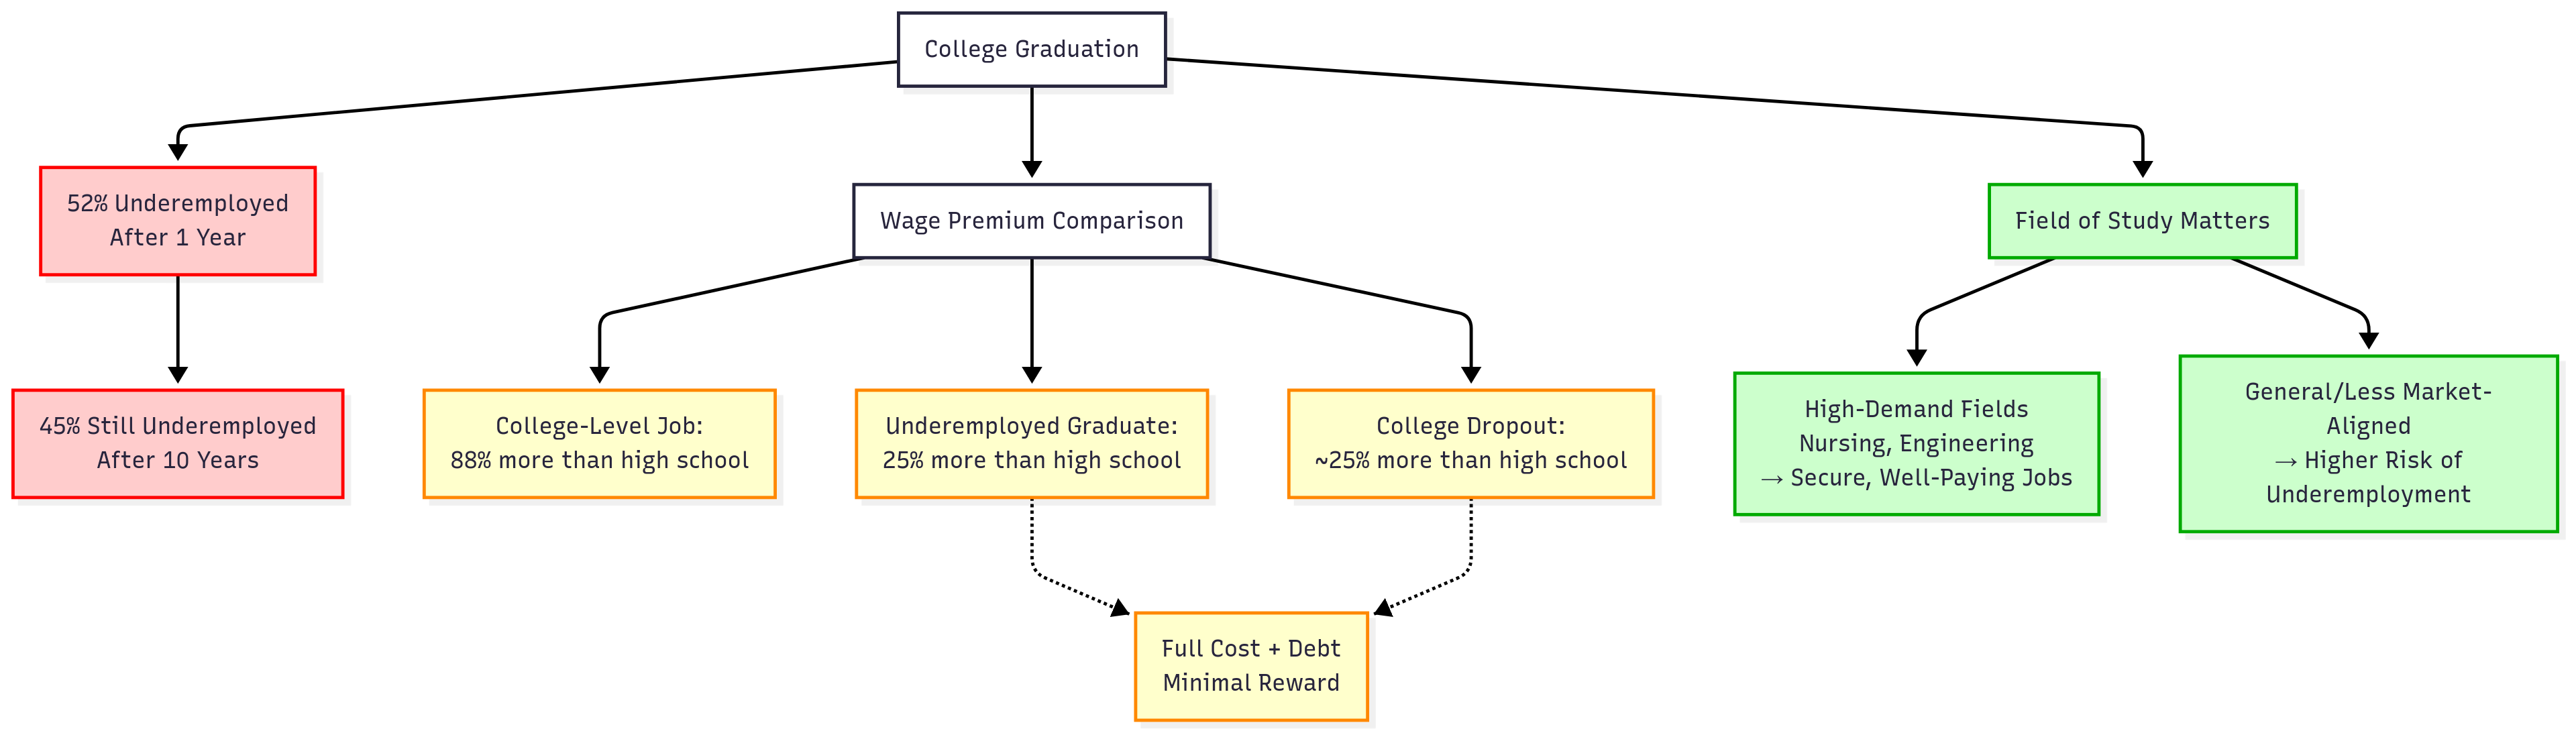 College Graduation
52% Underemployed
After 1 Year
Wage Premium Comparison
Field of Study Matters
45% Still Underemployed
After 10 Years
College-Level Job:
88% more than high school
Underemployed Graduate:
25% more than high school
College Dropout:
~25% more than high school
High-Demand Fields
Nursing, Engineering
→ Secure, Well-Paying Jobs
General/Less Market-
Aligned
→ Higher Risk of
Underemployment
Full Cost + Debt
Minimal Reward